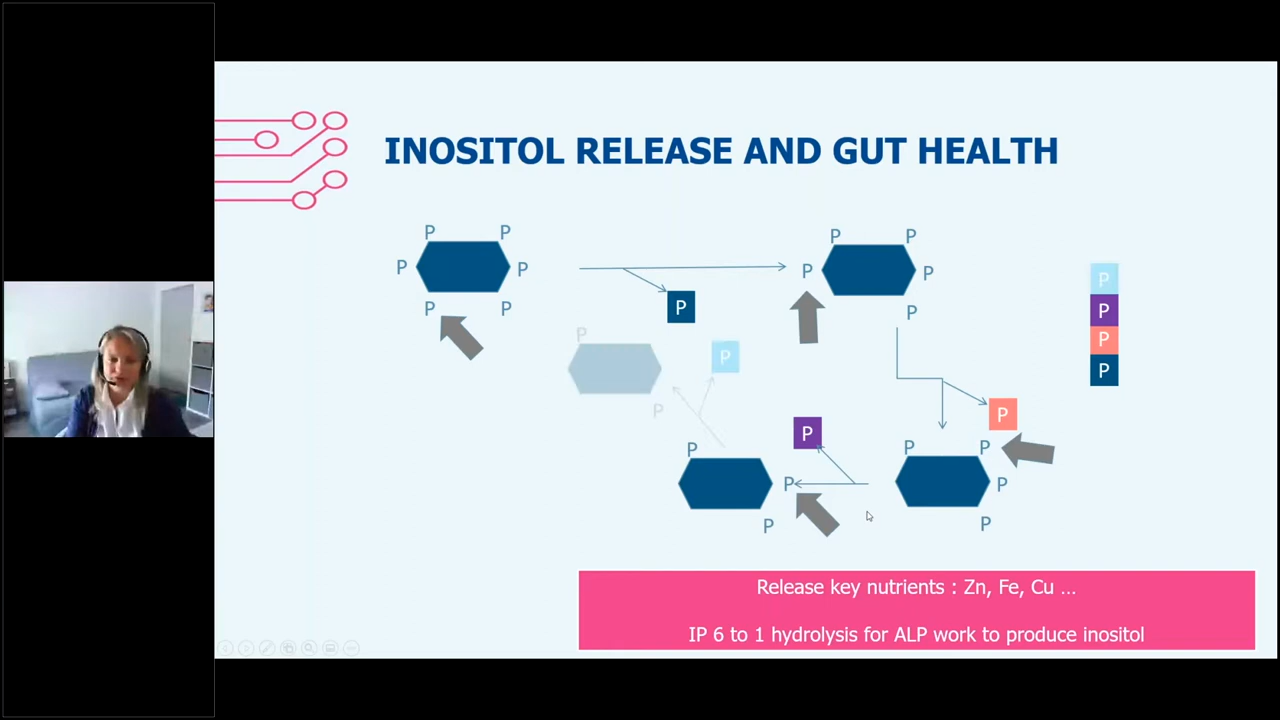 INOSITOL RELEASE AND GUT HEALTH
P P
P P
P P
P
P P
P P
P
P
P
P
P
P
P
P
P
P
P
P P
P
P
P
P
P
P
Release key nutrients : Zn, Fe, Cu ...
IP 6 to 1 hydrolysis for ALP work to produce inositol